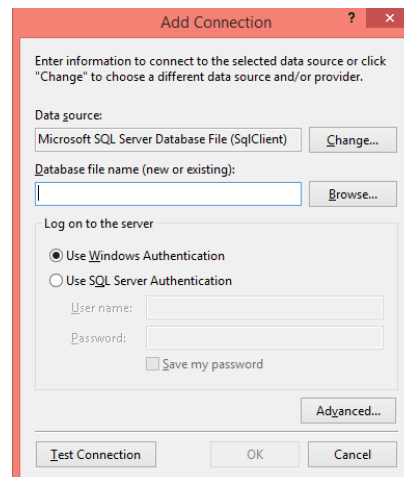 Add Connection
? ×
Enter information to connect to the selected data source or click
"Change" to choose a different data source and/or provider.
Data source:
Microsoft SQL Server Database File (SqlClient)
Change...
Database file name (new or existing):
Browse...
Log on to the server
Use Windows Authentication
Use SQL Server Authentication
User name:
Password:
Save my password
Advanced...
Test Connection
OK
Cancel